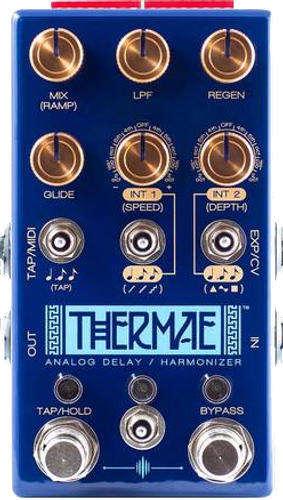 MIX LPF REGEN
(RAMP)
GLIDE INT 1 INT 2
(SPEED) (DEPTH)
TAP/MIDI EXP/CV
(TAP)
OUT THERMAE™ IN
ANALOG DELAY / HARMONIZER
TAP/HOLD BYPASS